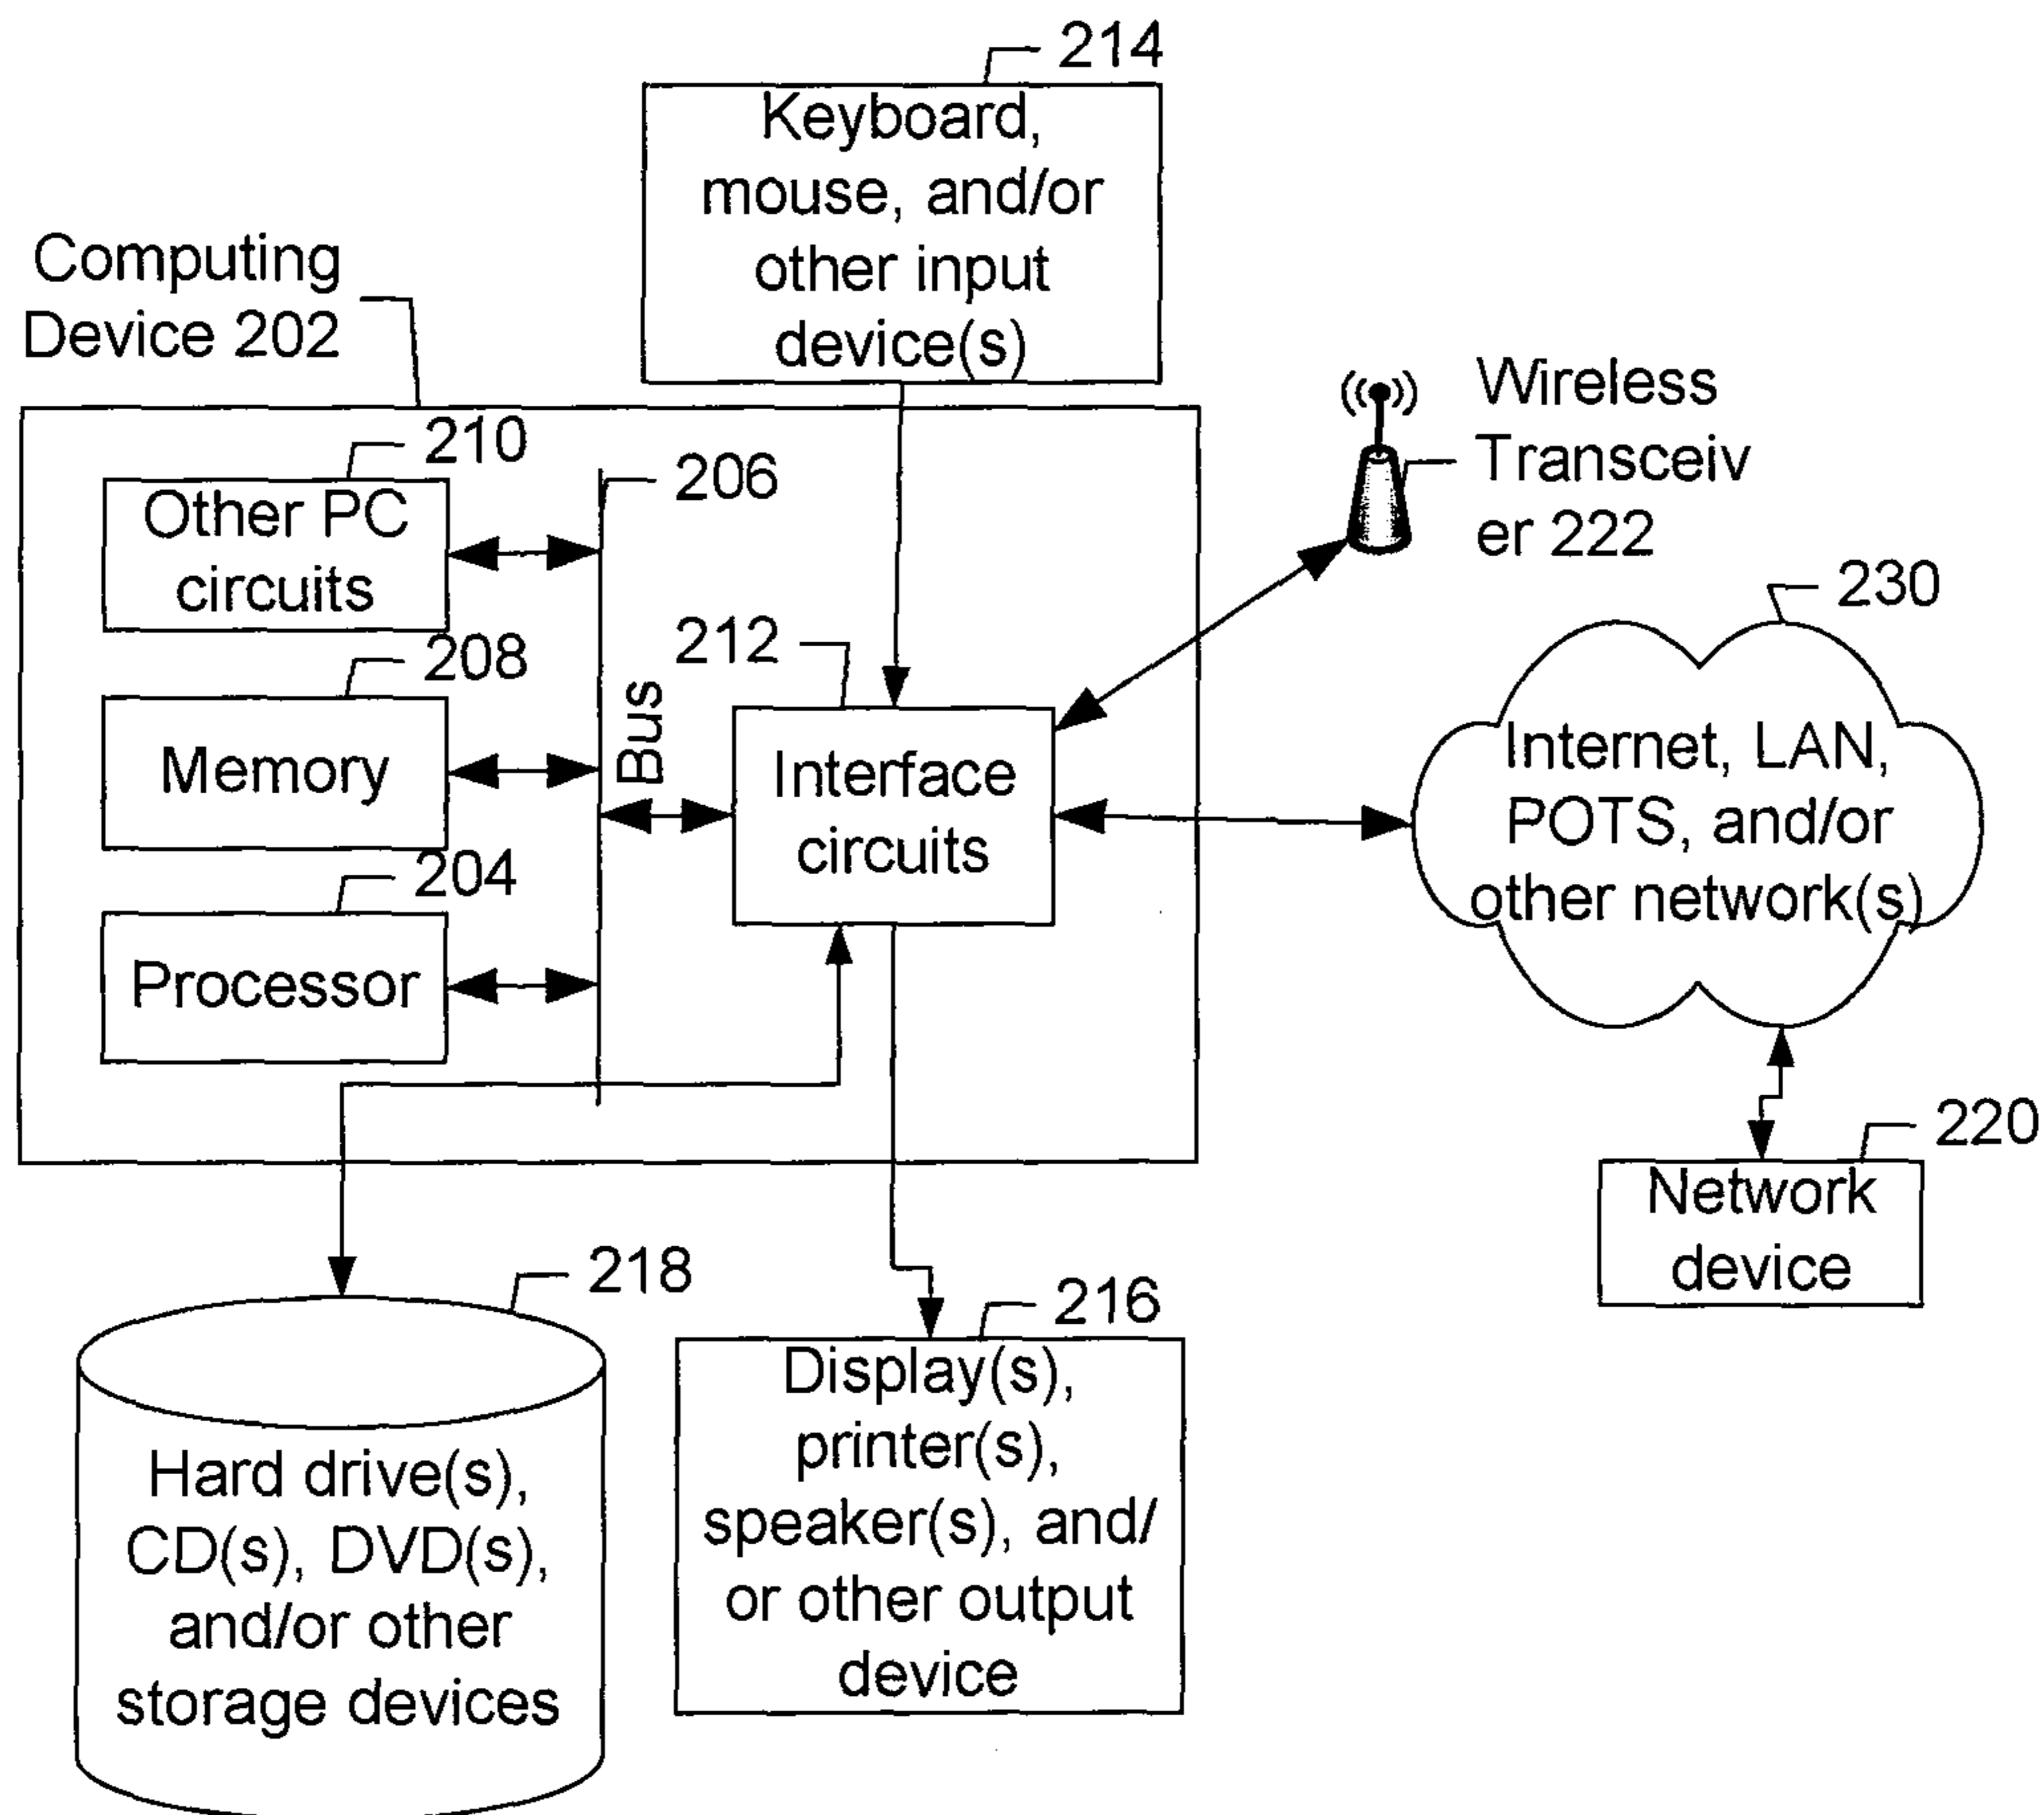 214
Keyboard,
mouse, and/or
other input
device(s)
Computing
Device 202
Wireless
Transceiv
er 222
210
Other PC
circuits
206
230
212
208
Memory
Bus
Interface
circuits
Internet, LAN,
POTS, and/or
other network(s)
204
Processor
220
Network
device
218
Hard drive(s),
CD(s), DVD(s),
and/or other
storage devices
216
Display(s),
printer(s),
speaker(s), and/
or other output
device